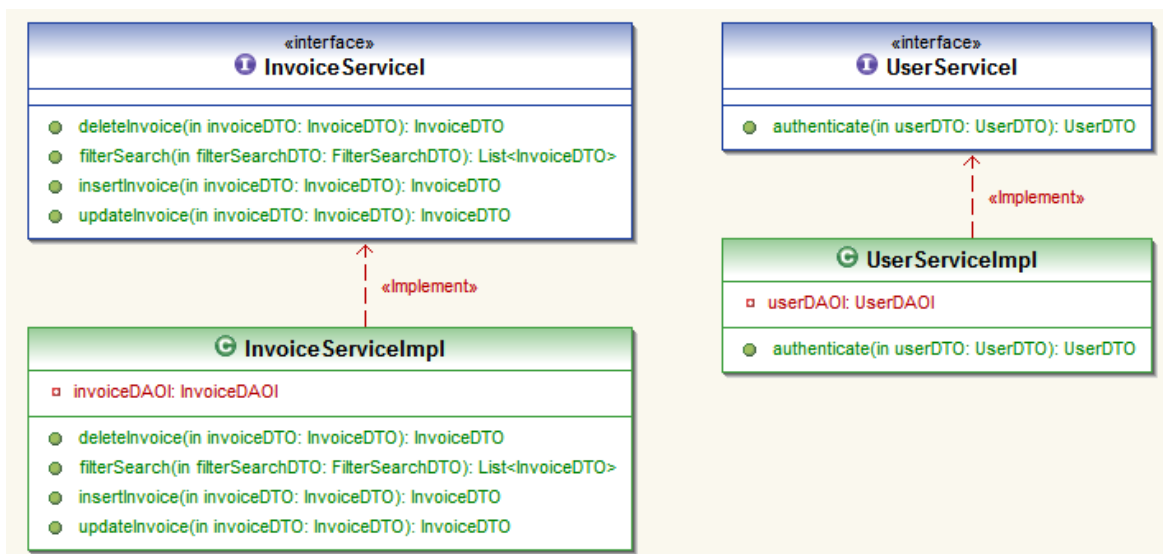 «interface»
InvoiceServiceI
deleteInvoice(in invoiceDTO: InvoiceDTO): InvoiceDTO
filterSearch(in filterSearchDTO: FilterSearchDTO): List<InvoiceDTO>
insertInvoice(in invoiceDTO: InvoiceDTO): InvoiceDTO
updateInvoice(in invoiceDTO: InvoiceDTO): InvoiceDTO
«Implement»
InvoiceServiceImpl
invoiceDAOI: InvoiceDAOI
deleteInvoice(in invoiceDTO: InvoiceDTO): InvoiceDTO
filterSearch(in filterSearchDTO: FilterSearchDTO): List<InvoiceDTO>
insertInvoice(in invoiceDTO: InvoiceDTO): InvoiceDTO
updateInvoice(in invoiceDTO: InvoiceDTO): InvoiceDTO
«interface»
UserServiceI
authenticate(in userDTO: UserDTO): UserDTO
«Implement»
UserServiceImpl
userDAOI: UserDAOI
authenticate(in userDTO: UserDTO): UserDTO